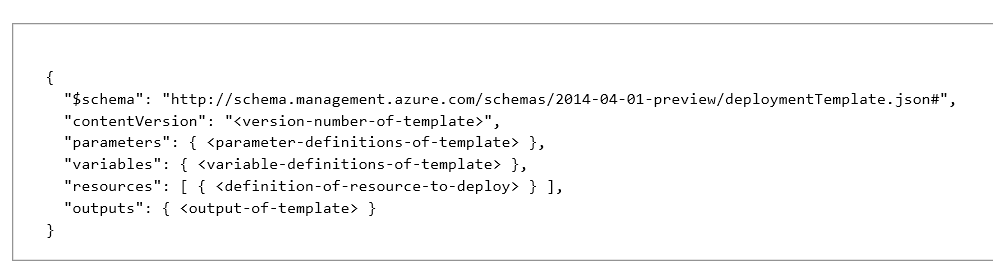 {
"$schema": "http://schema.management.azure.com/schemas/2014-04-01-preview/deploymentTemplate.json#",
"contentVersion": "<version-number-of-template>",
"parameters": { <parameter-definitions-of-template> },
"variables": { <variable-definitions-of-template> },
"resources": [ { <definition-of-resource-to-deploy> } ],
"outputs": { <output-of-template> }
}